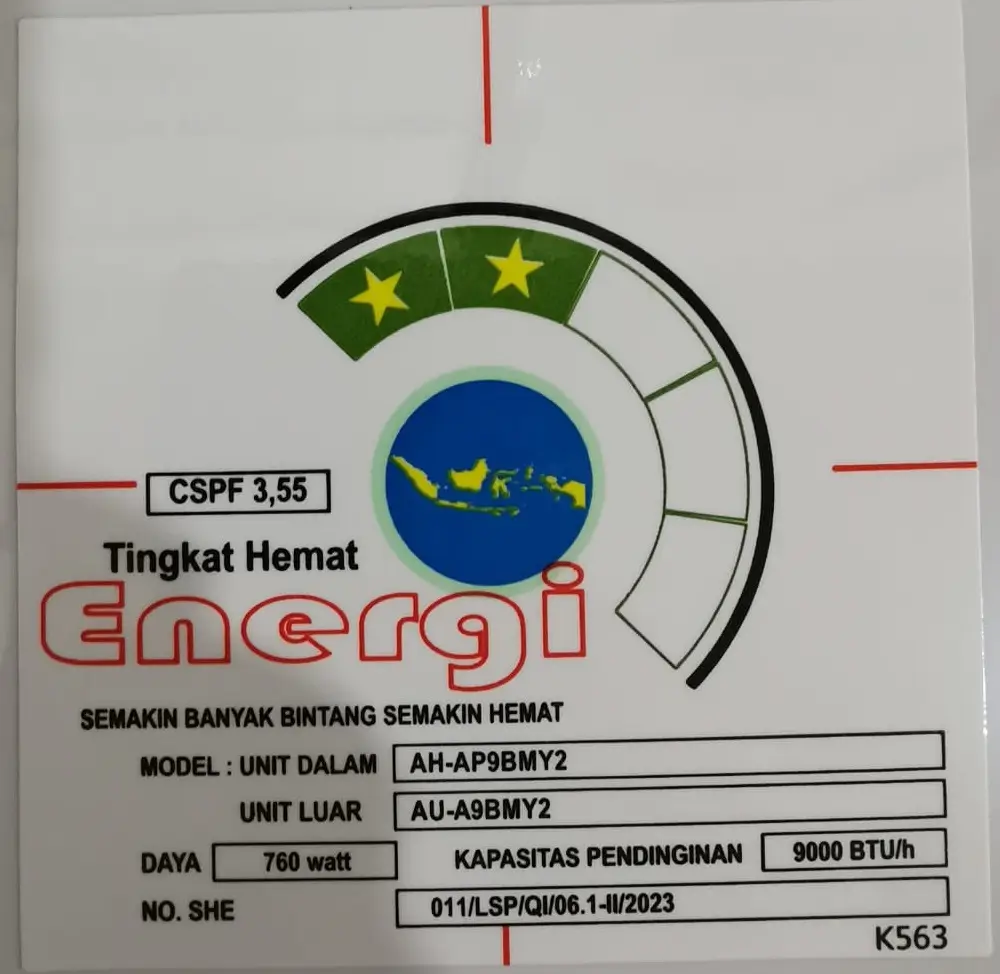 CSPF 3,55
Tingkat Hemat
Energi
SEMAKIN BANYAK BINTANG SEMAKIN HEMAT
MODEL : UNIT DALAM AH-AP9BMY2
UNIT LUAR AU-A9BMY2
DAYA 760 watt KAPASITAS PENDINGINAN 9000 BTU/h
NO. SHE 011/LSP/QI/06.1-II/2023
K563